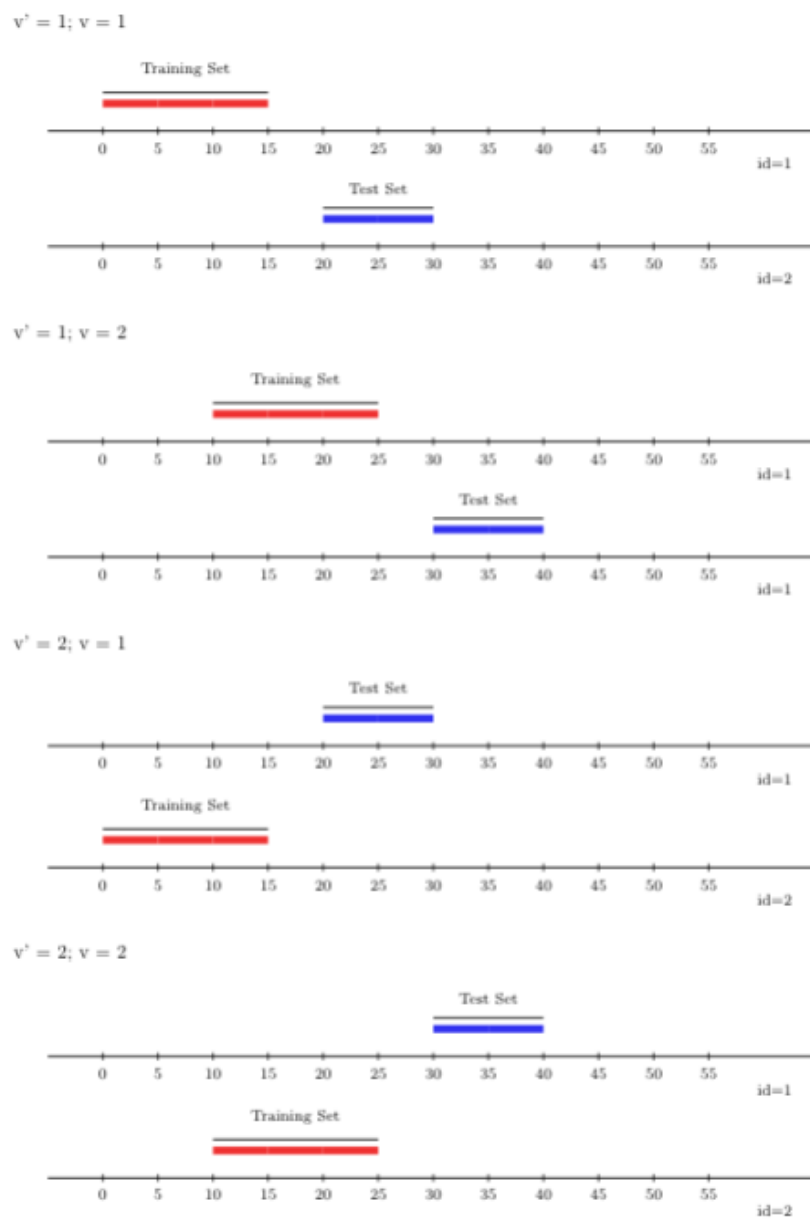 v' = 1; v = 1
Training Set
0 5 10 15 20 25 30 35 40 45 50 55
id=1
Test Set
0 5 10 15 20 25 30 35 40 45 50 55
id=2
v' = 1; v = 2
Training Set
0 5 10 15 20 25 30 35 40 45 50 55
id=1
Test Set
0 5 10 15 20 25 30 35 40 45 50 55
id=1
v' = 2; v = 1
Test Set
0 5 10 15 20 25 30 35 40 45 50 55
id=1
Training Set
0 5 10 15 20 25 30 35 40 45 50 55
id=2
v' = 2; v = 2
Test Set
0 5 10 15 20 25 30 35 40 45 50 55
id=1
Training Set
0 5 10 15 20 25 30 35 40 45 50 55
id=2